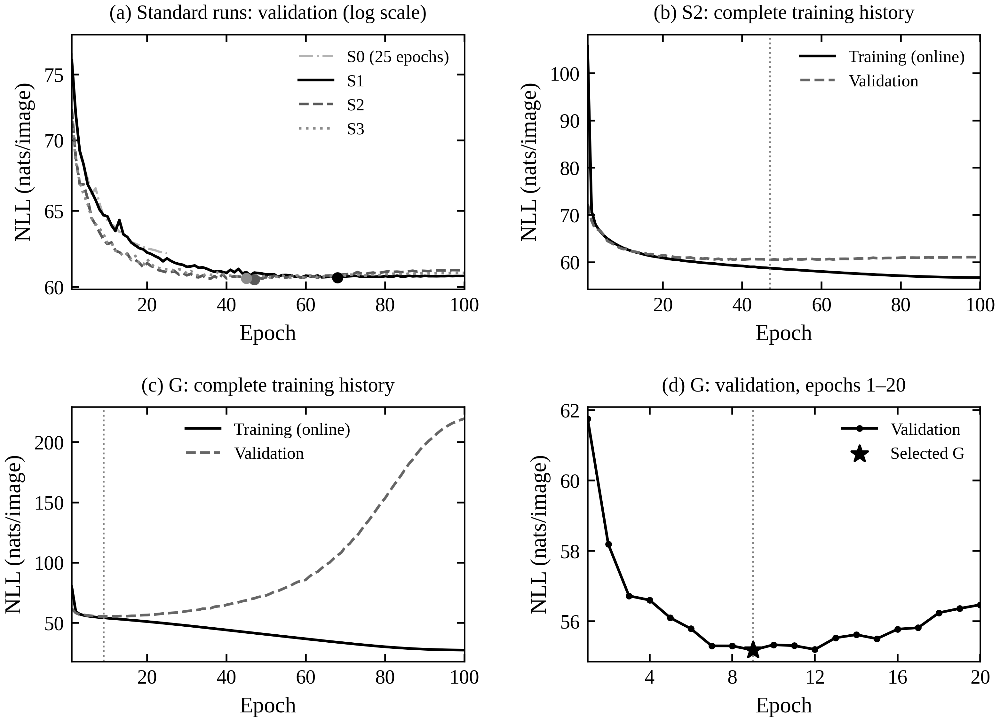 (a) Standard runs: validation (log scale)
NLL (nats/image)
75
70
65
60
S0 (25 epochs)
S1
S2
S3
20 40 60 80 100
Epoch
(b) S2: complete training history
NLL (nats/image)
100
90
80
70
60
Training (online)
Validation
20 40 60 80 100
Epoch
(c) G: complete training history
NLL (nats/image)
200
150
100
50
Training (online)
Validation
20 40 60 80 100
Epoch
(d) G: validation, epochs 1–20
NLL (nats/image)
62
60
58
56
Validation
Selected G
4 8 12 16 20
Epoch